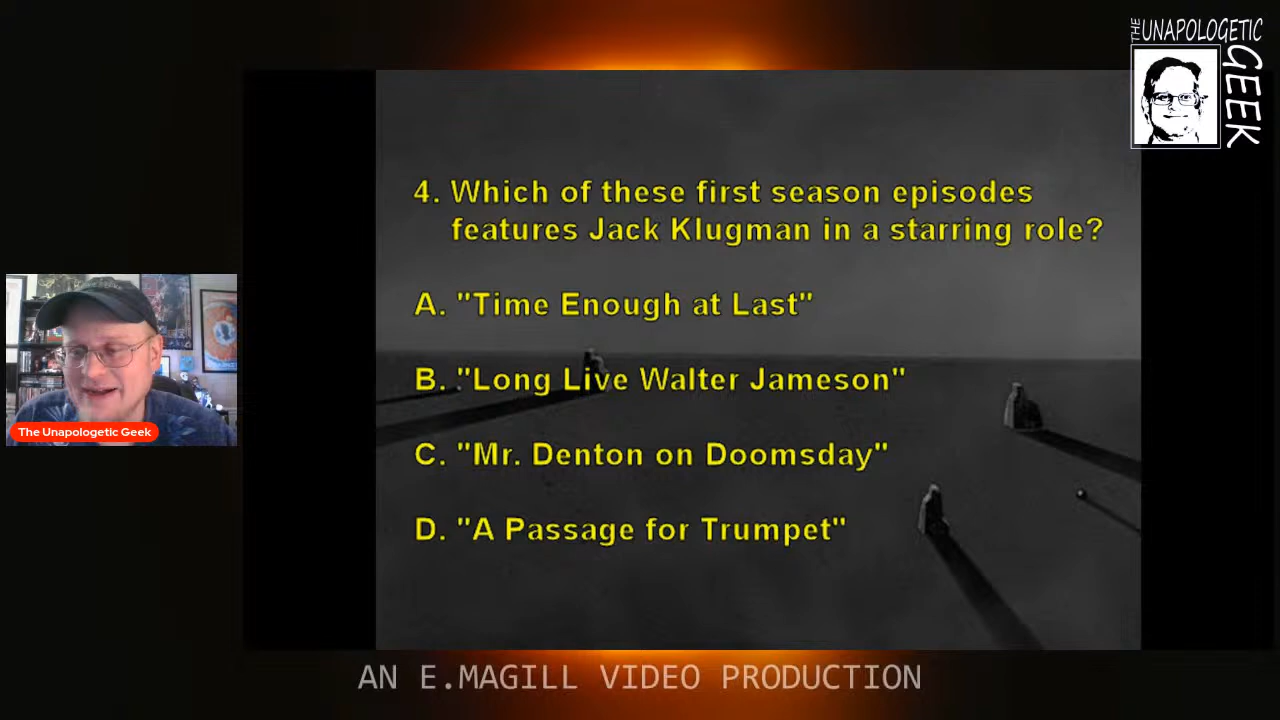 THE UNAPOLOGETIC
GEEK
4. Which of these first season episodes
features Jack Klugman in a starring role?
A. "Time Enough at Last"
B. "Long Live Walter Jameson"
C. "Mr. Denton on Doomsday"
D. "A Passage for Trumpet"
The Unapologetic Geek
AN E.MAGILL VIDEO PRODUCTION